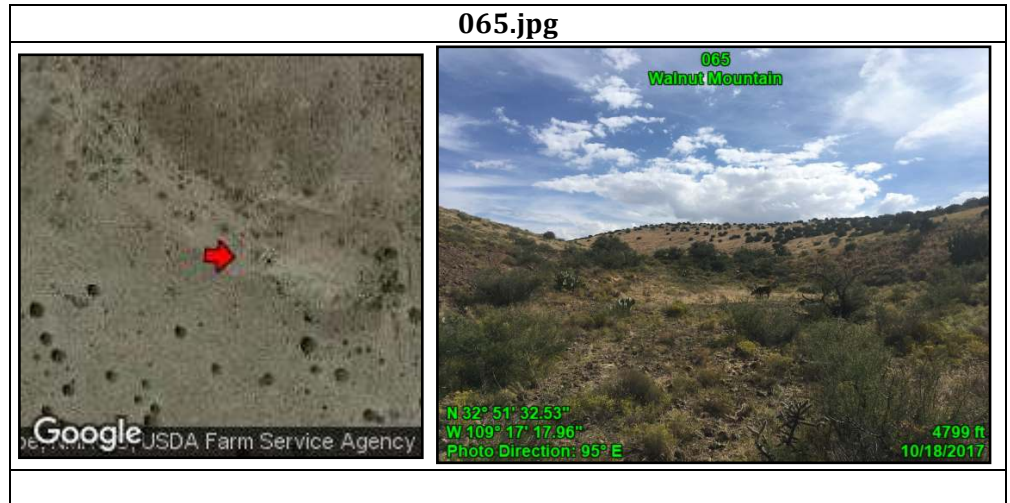 065.jpg
065
Walnut Mountain
N 32° 51' 32.53"
W 109° 17' 17.96"
Photo Direction: 95° E
4799 ft
10/18/2017
Google
USDA Farm Service Agency